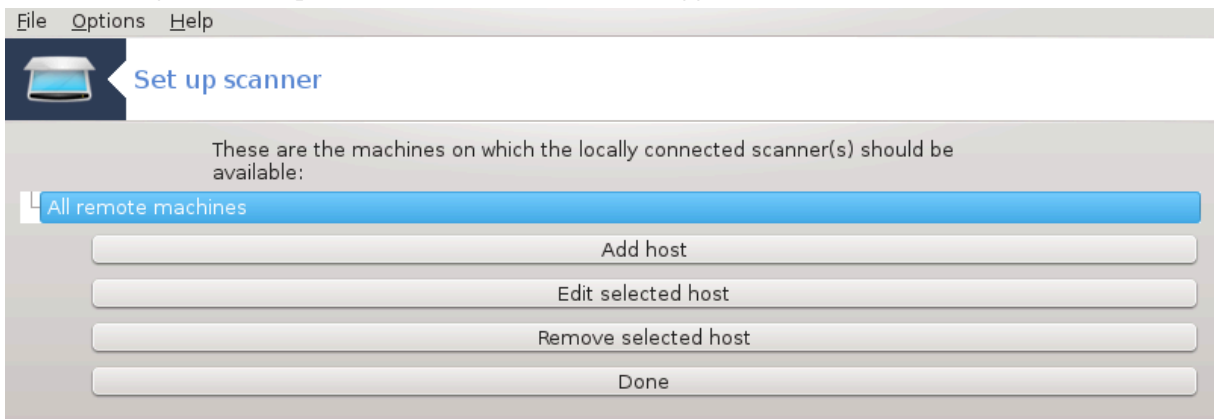 File Options Help
Set up scanner
These are the machines on which the locally connected scanner(s) should be
available:
All remote machines
Add host
Edit selected host
Remove selected host
Done